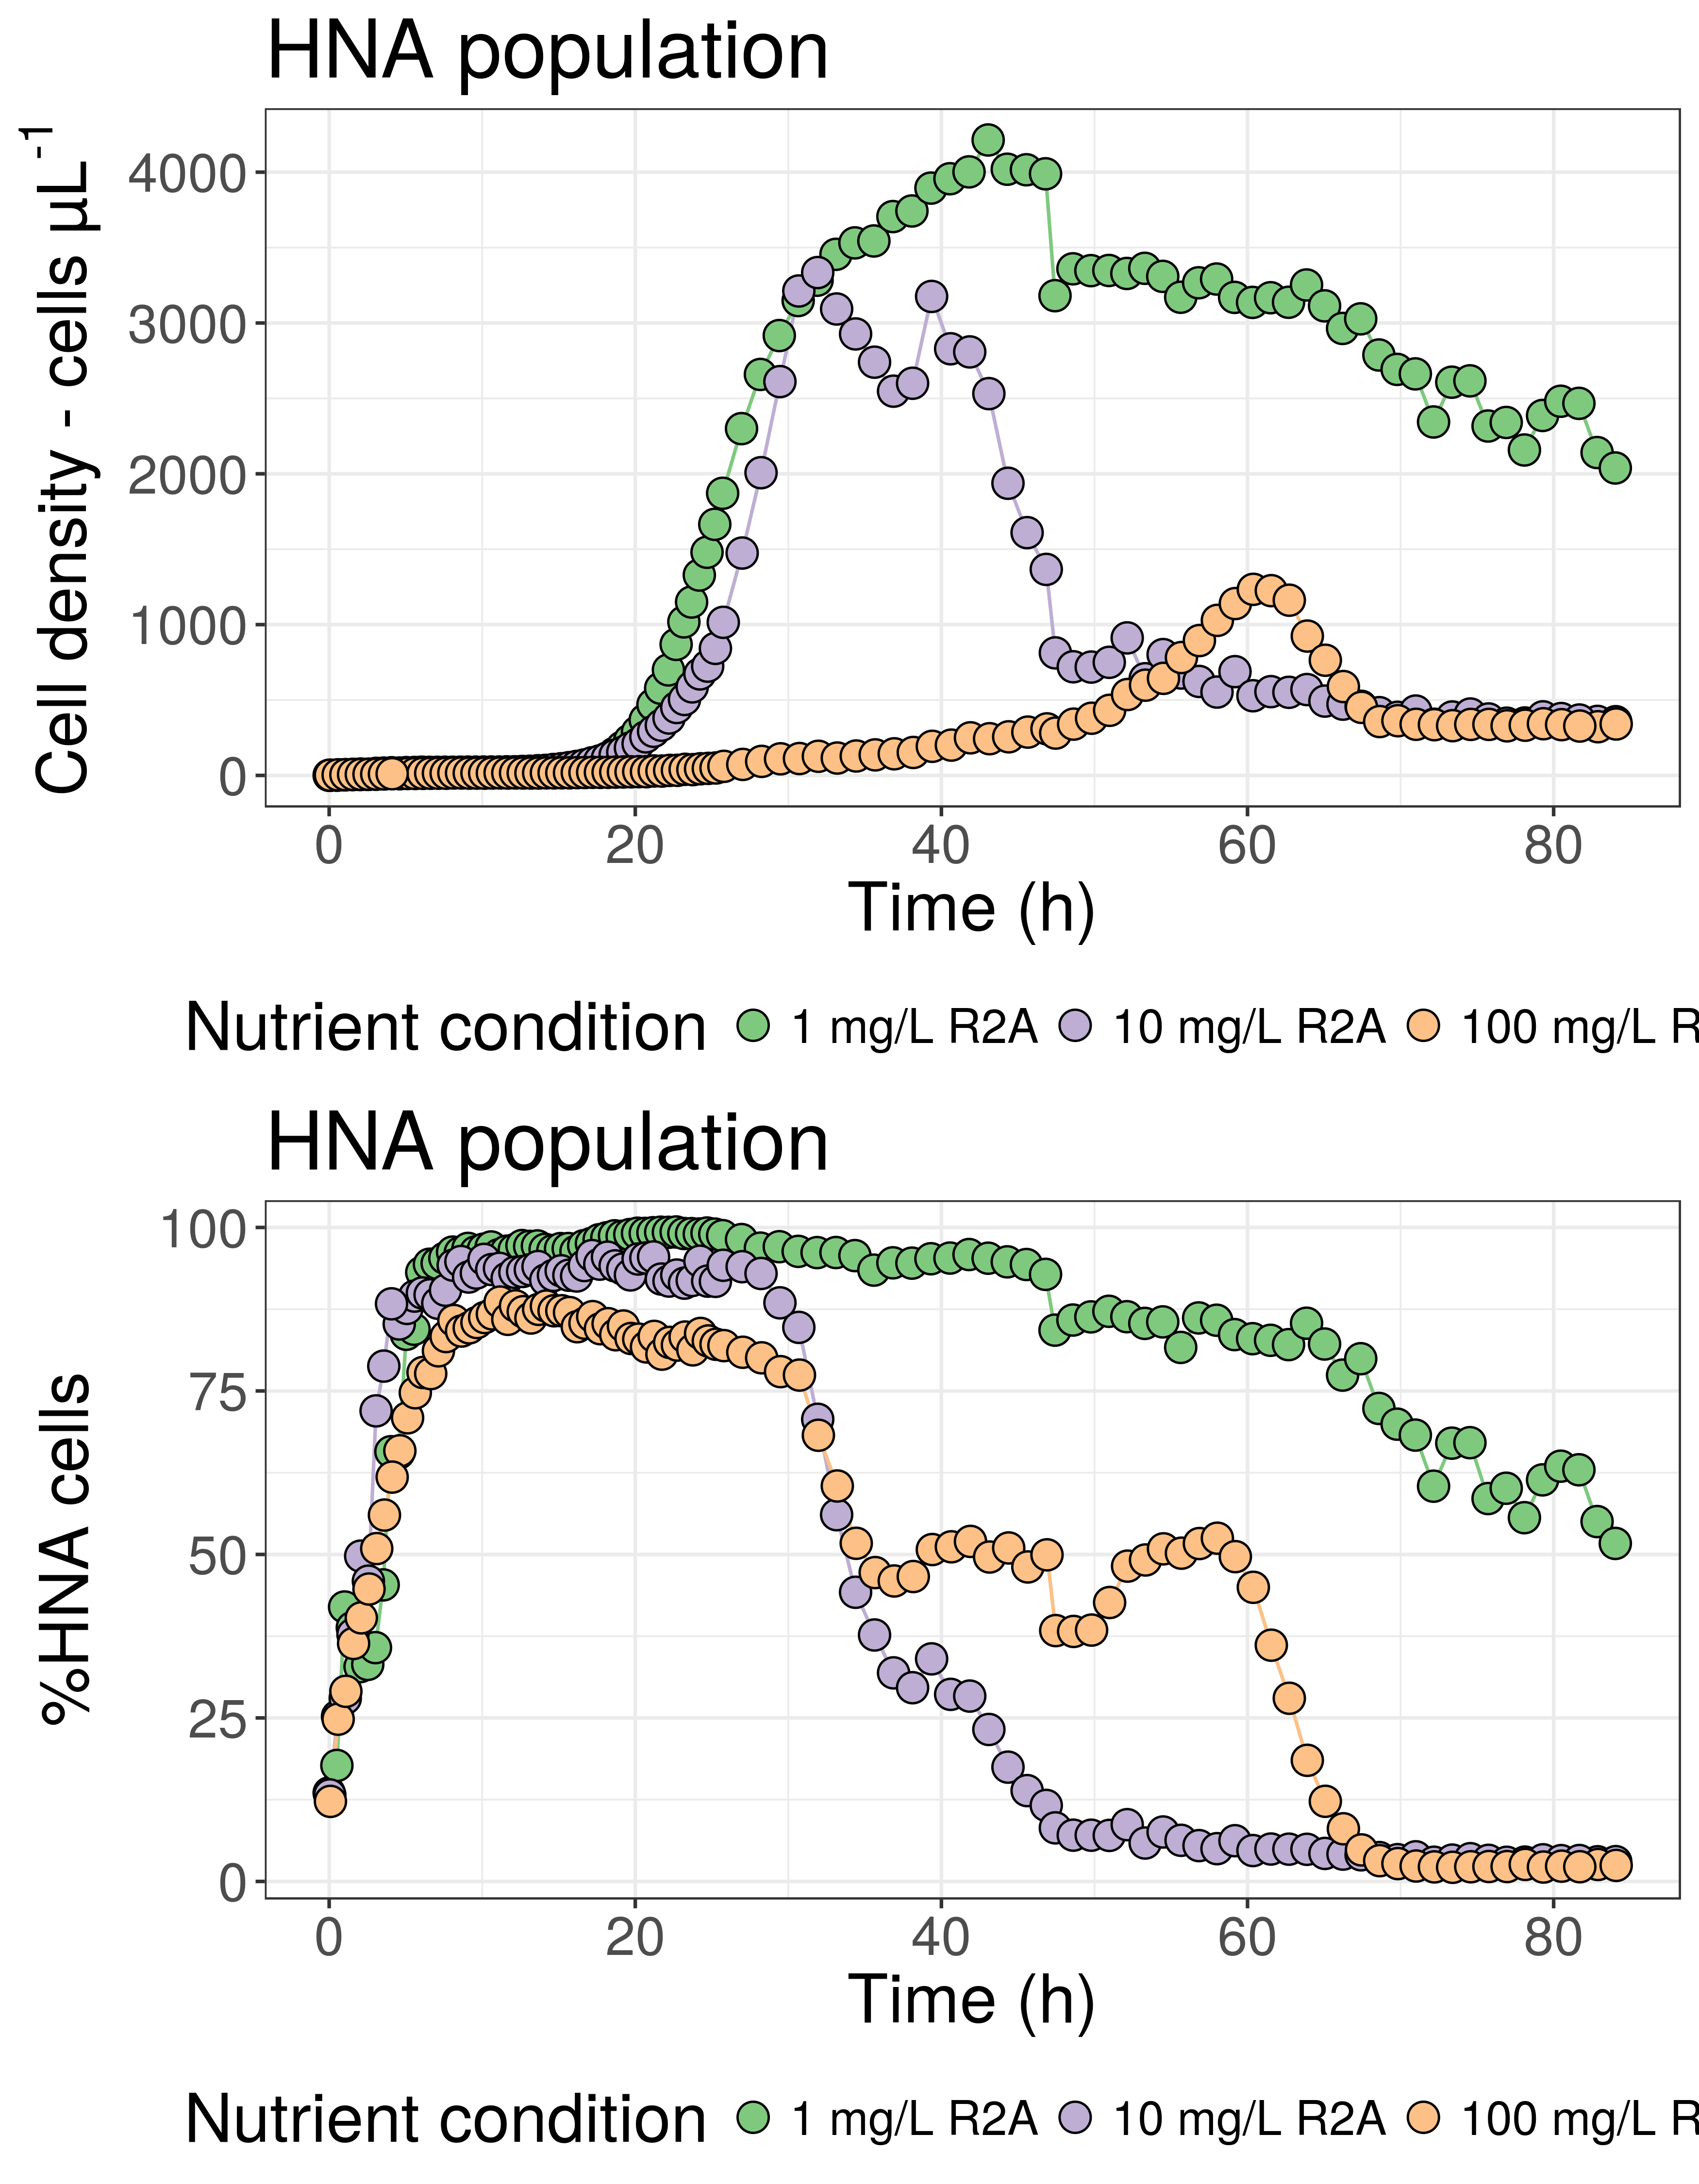 HNA population
Cell density - cells µL-1
4000
3000
2000
1000
0
0 20 40 60 80
Time (h)
Nutrient condition 1 mg/L R2A 10 mg/L R2A 100 mg/L R
HNA population
%HNA cells
100
75
50
25
0
0 20 40 60 80
Time (h)
Nutrient condition 1 mg/L R2A 10 mg/L R2A 100 mg/L R